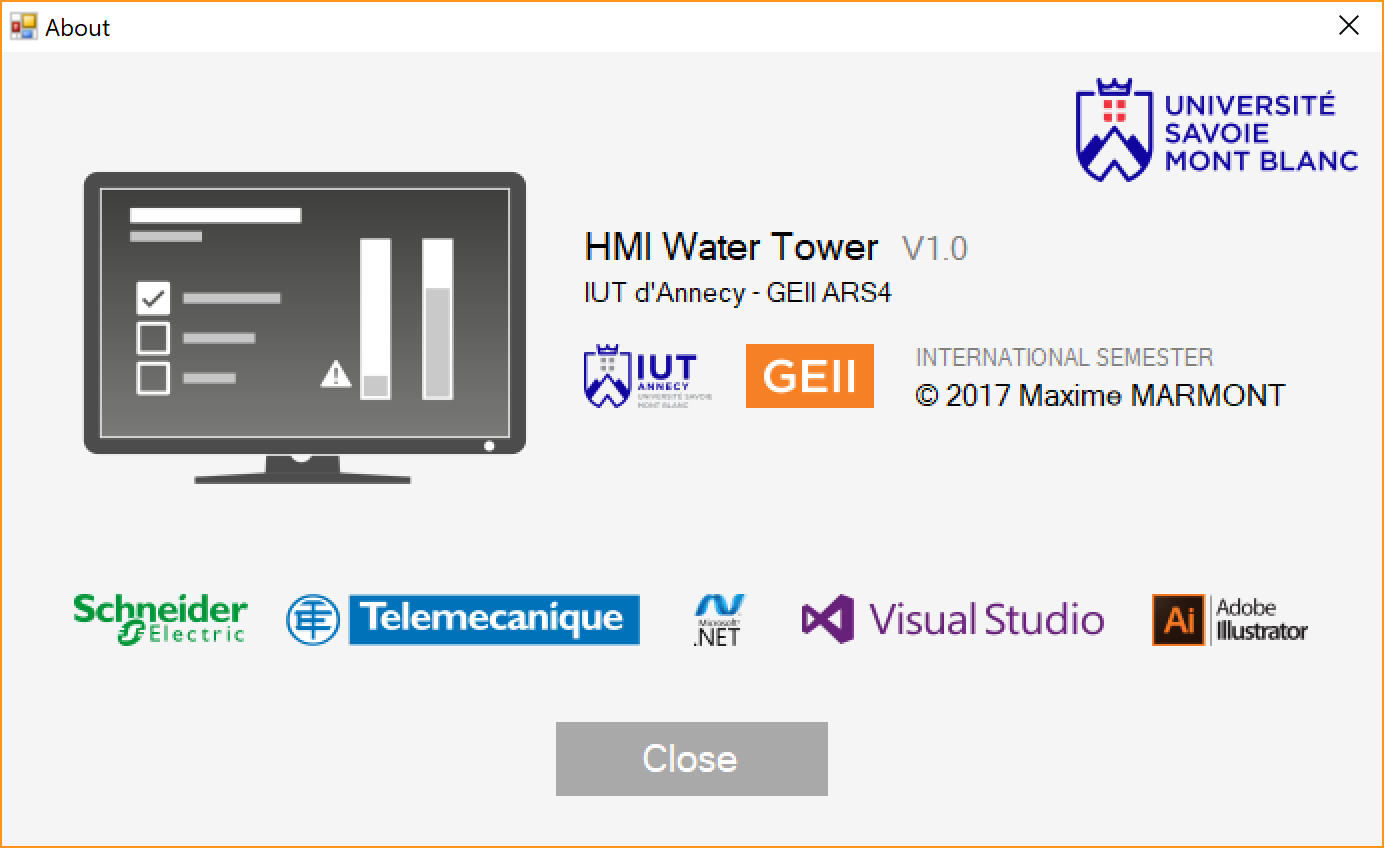 About
UNIVERSITÉ
SAVOIE
MONT BLANC
HMI Water Tower V1.0
IUT d'Annecy - GEII ARS4
IUT
ANNECY
UNIVERSITÉ SAVOIE
MONT BLANC
GEII
INTERNATIONAL SEMESTER
© 2017 Maxime MARMONT
Schneider
Electric
Telemecanique
Microsoft®
.NET
Visual Studio
Ai
Adobe
Illustrator
Close